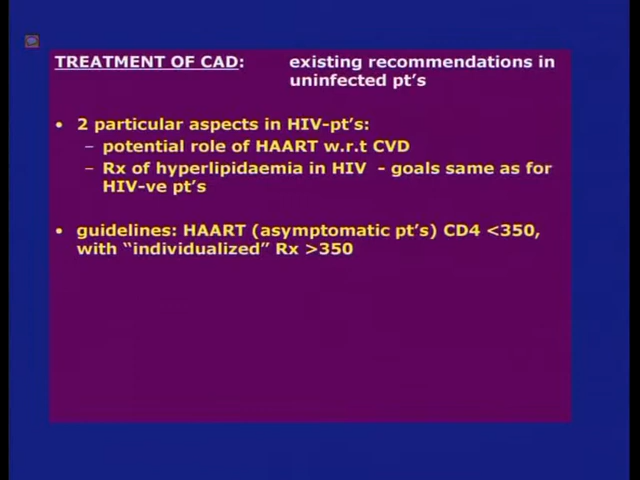 TREATMENT OF CAD: existing recommendations in
uninfected pt's
• 2 particular aspects in HIV-pt's:
– potential role of HAART w.r.t CVD
– Rx of hyperlipidaemia in HIV - goals same as for
HIV-ve pt's
• guidelines: HAART (asymptomatic pt's) CD4 <350,
with “individualized” Rx >350